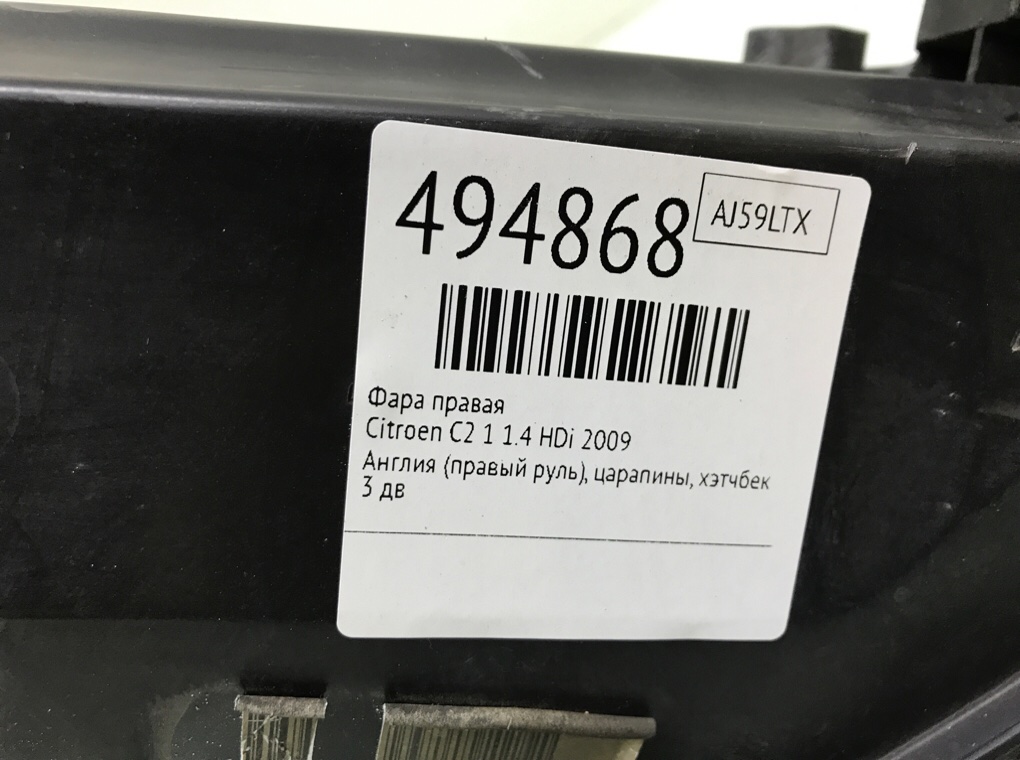 494868
AJ59LTX
Фара правая
Citroen C2 1 1.4 HDi 2009
Англия (правый руль), царапины, хэтчбек
3 дв